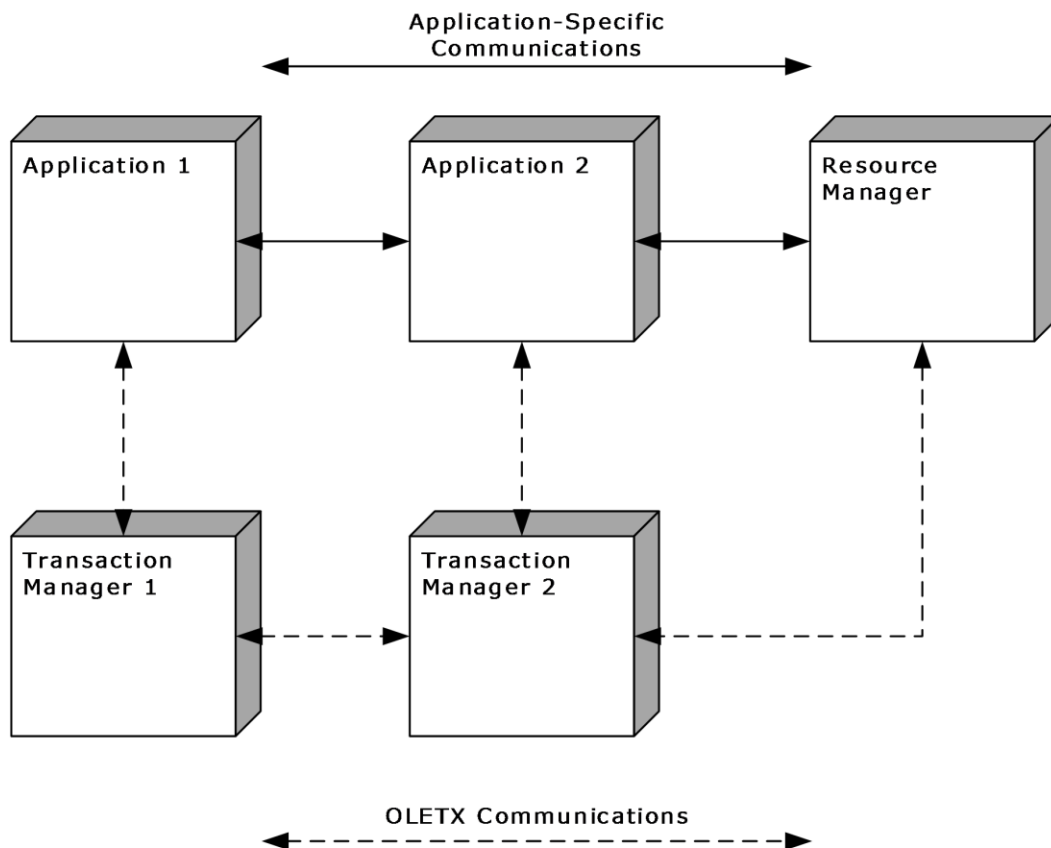 Application-Specific
Communications
Application 1
Application 2
Resource
Manager
Transaction
Manager 1
Transaction
Manager 2
OLETX Communications